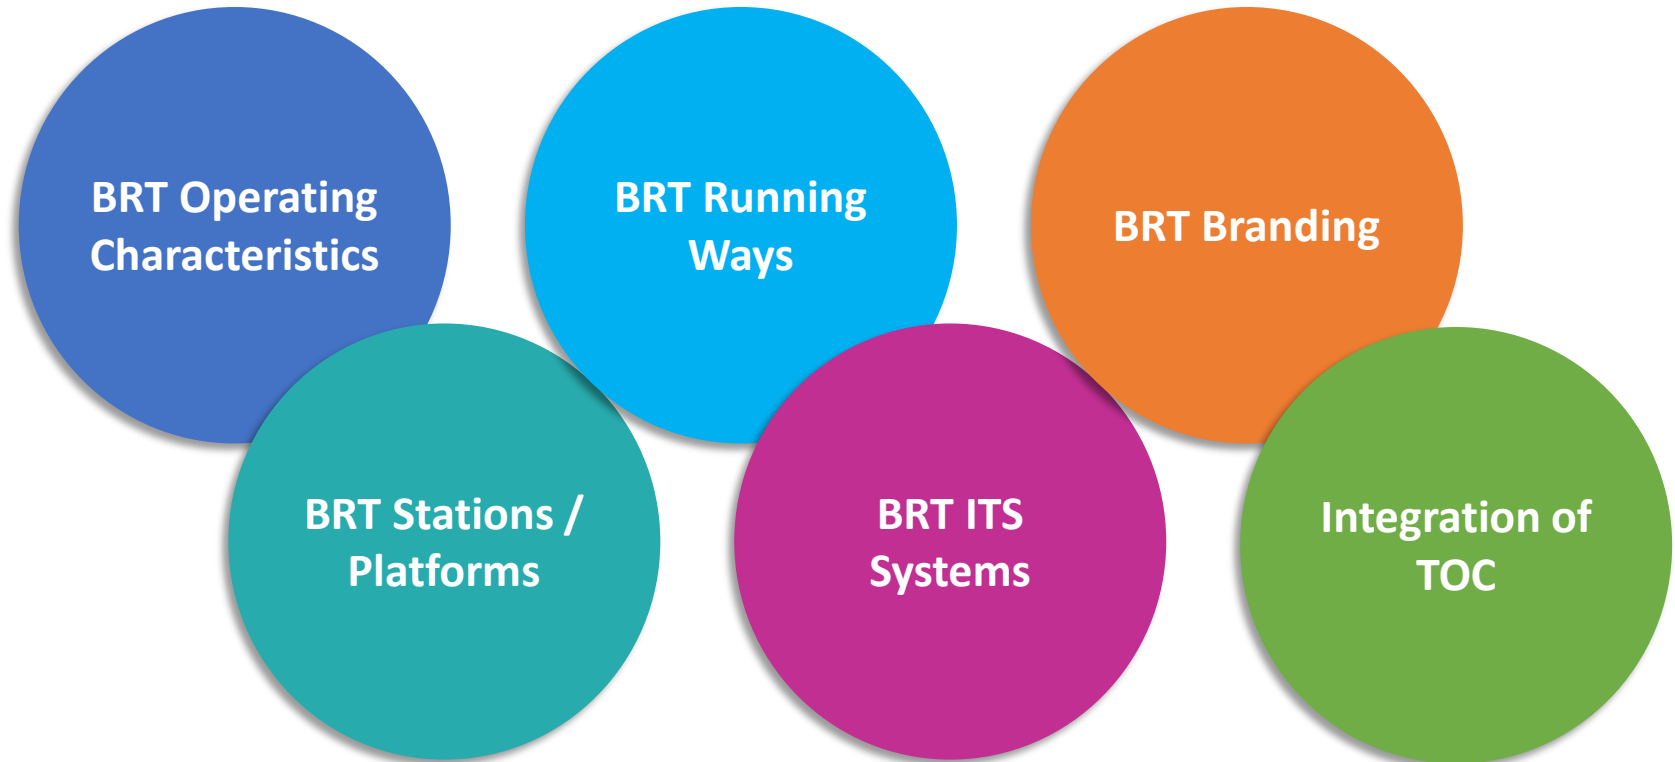 BRT Operating
Characteristics
BRT Running
Ways
BRT Branding
BRT Stations /
Platforms
BRT ITS
Systems
Integration of
TOC